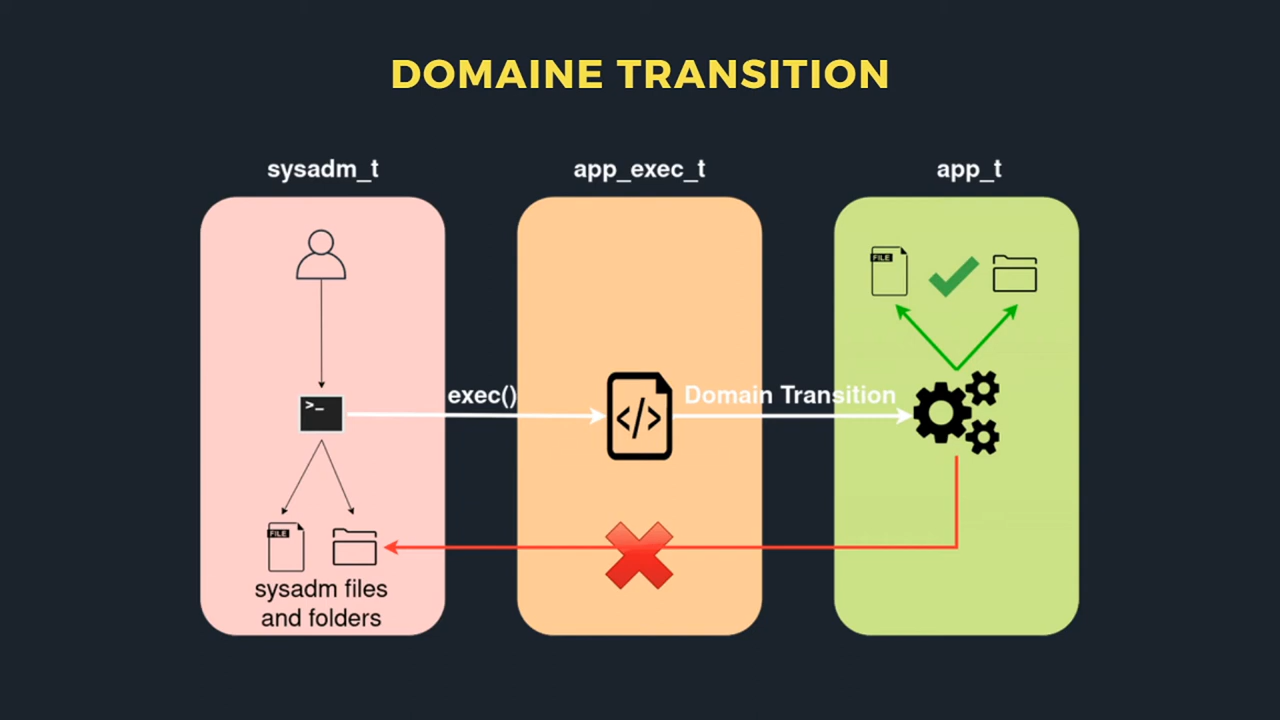 DOMAINE TRANSITION
sysadm_t
app_exec_t
app_t
FILE
exec()
Domain Transition
>_
</>
FILE
sysadm files
and folders